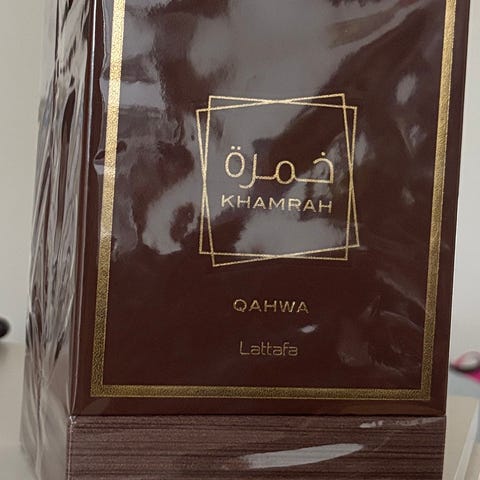 خمرة
KHAMRAH
QAHWA
Lattafa